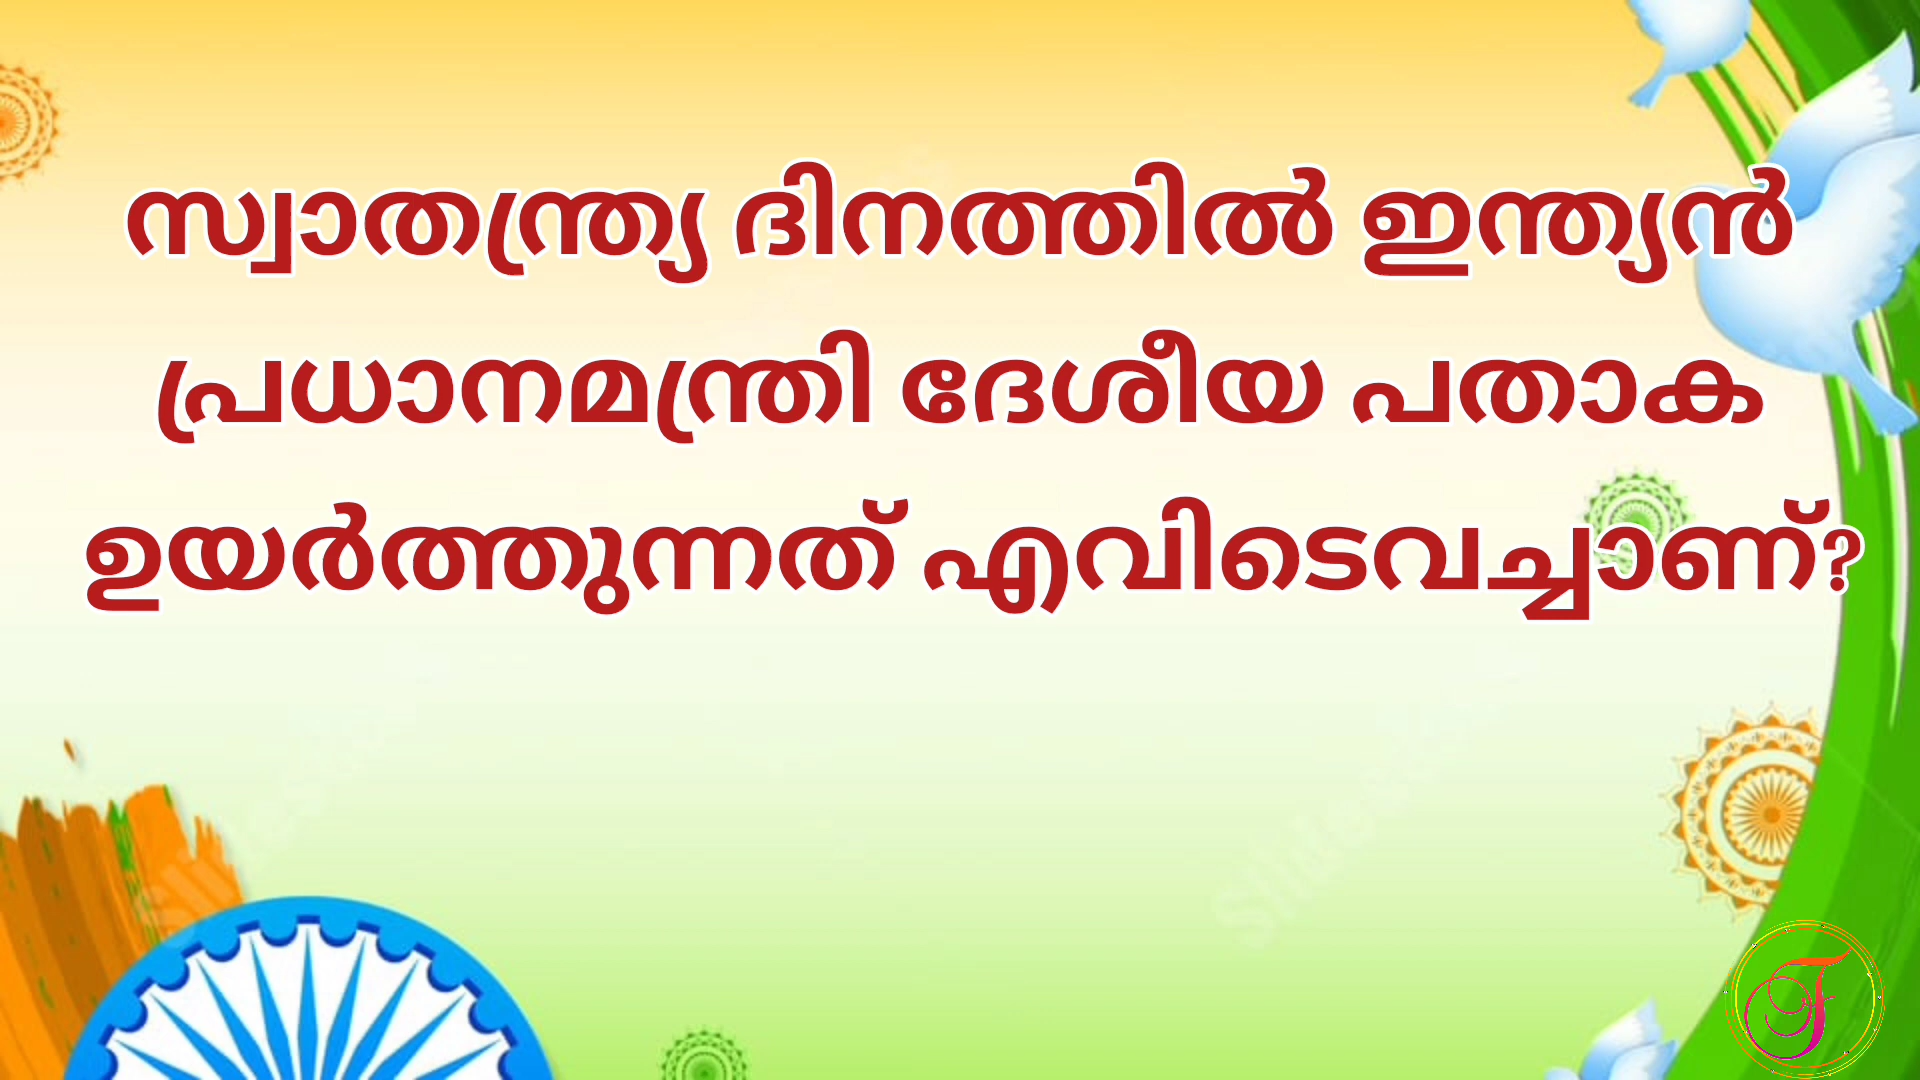 സ്വാതന്ത്ര്യ ദിനത്തിൽ ഇന്ത്യൻ
പ്രധാനമന്ത്രി ദേശീയ പതാക
ഉയർത്തുന്നത് എവിടെവച്ചാണ്?